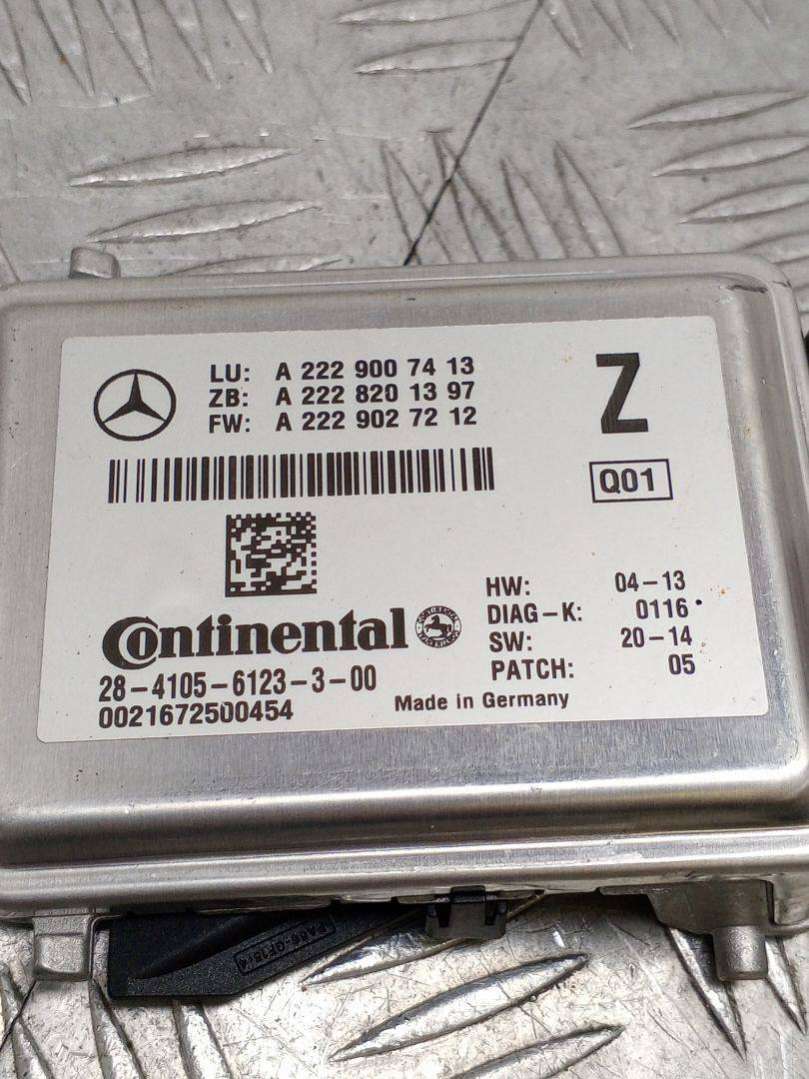 LU: A 222 900 74 13
ZB: A 222 820 13 97
FW: A 222 902 72 12
Z
Q01
Continental
28-4105-6123-3-00
0021672500454
HW: 04-13
DIAG-K: 0116
SW: 20-14
PATCH: 05
Made in Germany